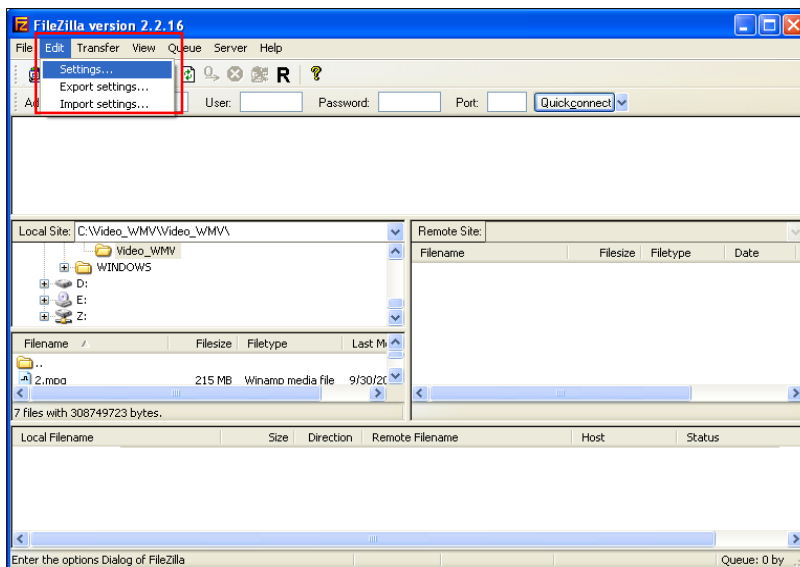 FileZilla version 2.2.16
File Edit Transfer View Queue Server Help
Settings...
Export settings...
Import settings...
R ?
Ad User: Password: Port: Quickconnect
Local Site: C:\Video_WMV\Video_WMV\
Remote Site:
Video_WMV
WINDOWS
D:
E:
Z:
Filename Filesize Filetype Date
Filename Filesize Filetype Last M
..
2.mpg 215 MB Winamp media file 9/30/20
7 files with 308749723 bytes.
Local Filename Size Direction Remote Filename Host Status
Enter the options Dialog of FileZilla Queue: 0 by